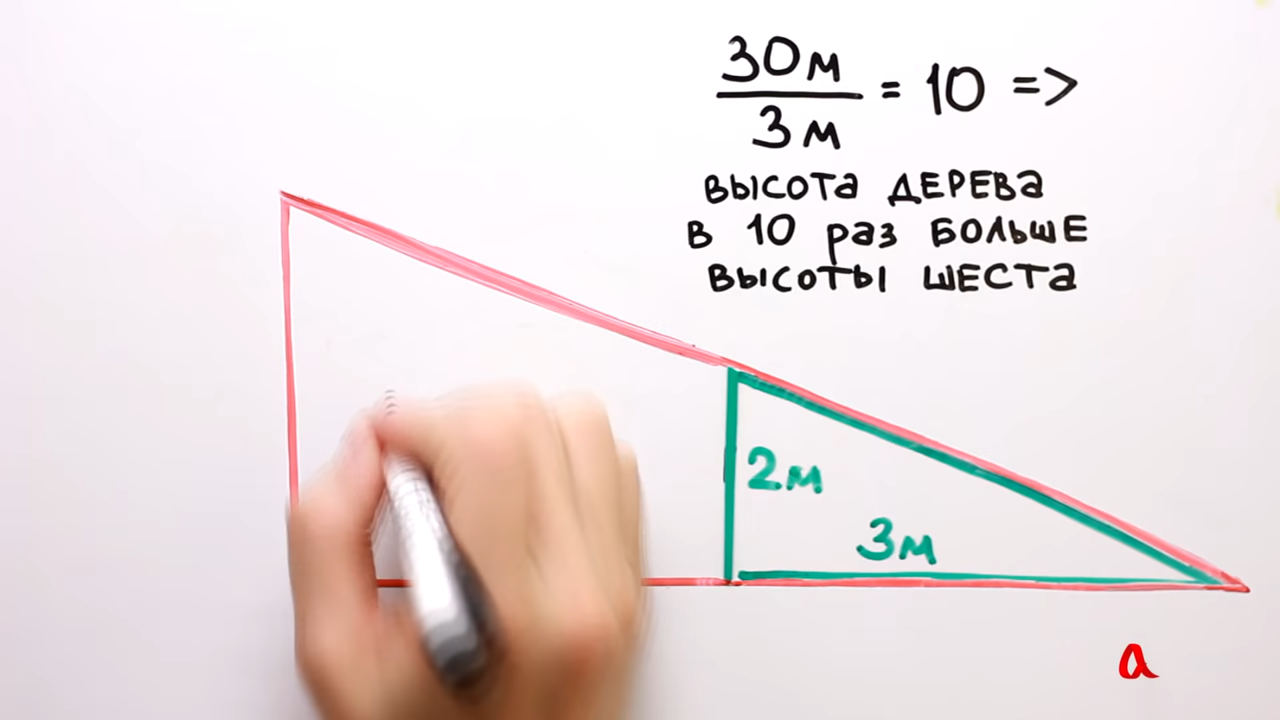 30м
3м
= 10 =>
высота дерева
в 10 раз больше
высоты шеста
2м
3м
a